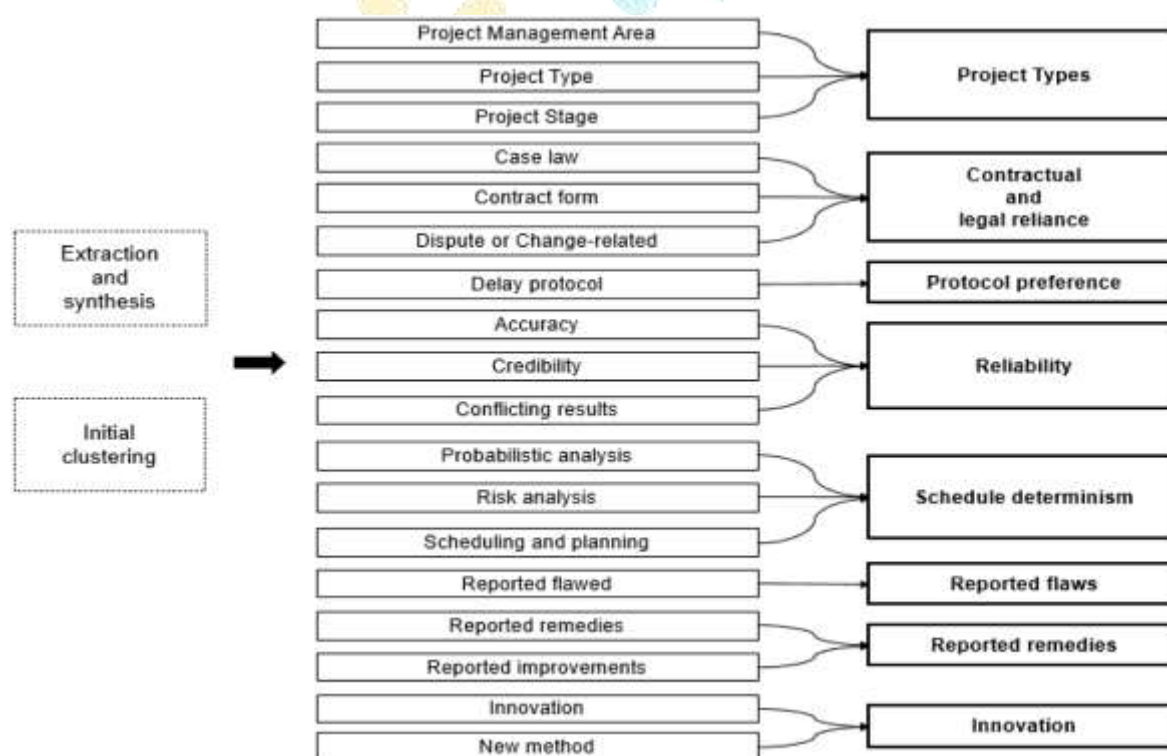 Extraction
and
synthesis
Initial
clustering
Project Management Area
Project Type
Project Stage
Case law
Contract form
Dispute or Change-related
Delay protocol
Accuracy
Credibility
Conflicting results
Probabilistic analysis
Risk analysis
Scheduling and planning
Reported flawed
Reported remedies
Reported improvements
Innovation
New method
Project Types
Contractual
and
legal reliance
Protocol preference
Reliability
Schedule determinism
Reported flaws
Reported remedies
Innovation